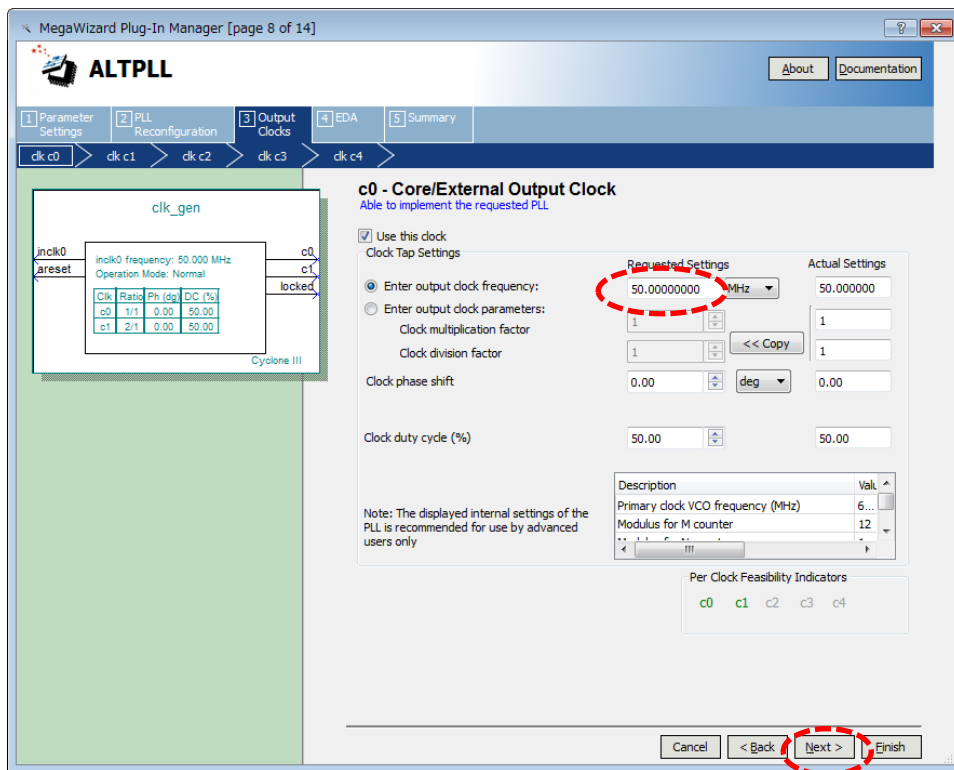 MegaWizard Plug-In Manager [page 8 of 14]
ALTPLL
About
Documentation
1 Parameter Settings
2 PLL Reconfiguration
3 Output Clocks
4 EDA
5 Summary
clk c0
clk c1
clk c2
clk c3
clk c4
clk_gen
inclk0
areset
c0
c1
locked
inclk0 frequency: 50.000 MHz
Operation Mode: Normal
Clk Ratio Ph (dg) DC (%)
c0 1/1 0.00 50.00
c1 2/1 0.00 50.00
Cyclone III
c0 - Core/External Output Clock
Able to implement the requested PLL
Use this clock
Clock Tap Settings
Requested Settings
Actual Settings
Enter output clock frequency:
50.00000000
MHz
50.000000
Enter output clock parameters:
Clock multiplication factor
1
1
Clock division factor
1
<< Copy
1
Clock phase shift
0.00
deg
0.00
Clock duty cycle (%)
50.00
50.00
Note: The displayed internal settings of the
PLL is recommended for use by advanced
users only
Description
Primary clock VCO frequency (MHz) 6...
Modulus for M counter 12
Per Clock Feasibility Indicators
c0 c1 c2 c3 c4
Cancel
< Back
Next >
Finish